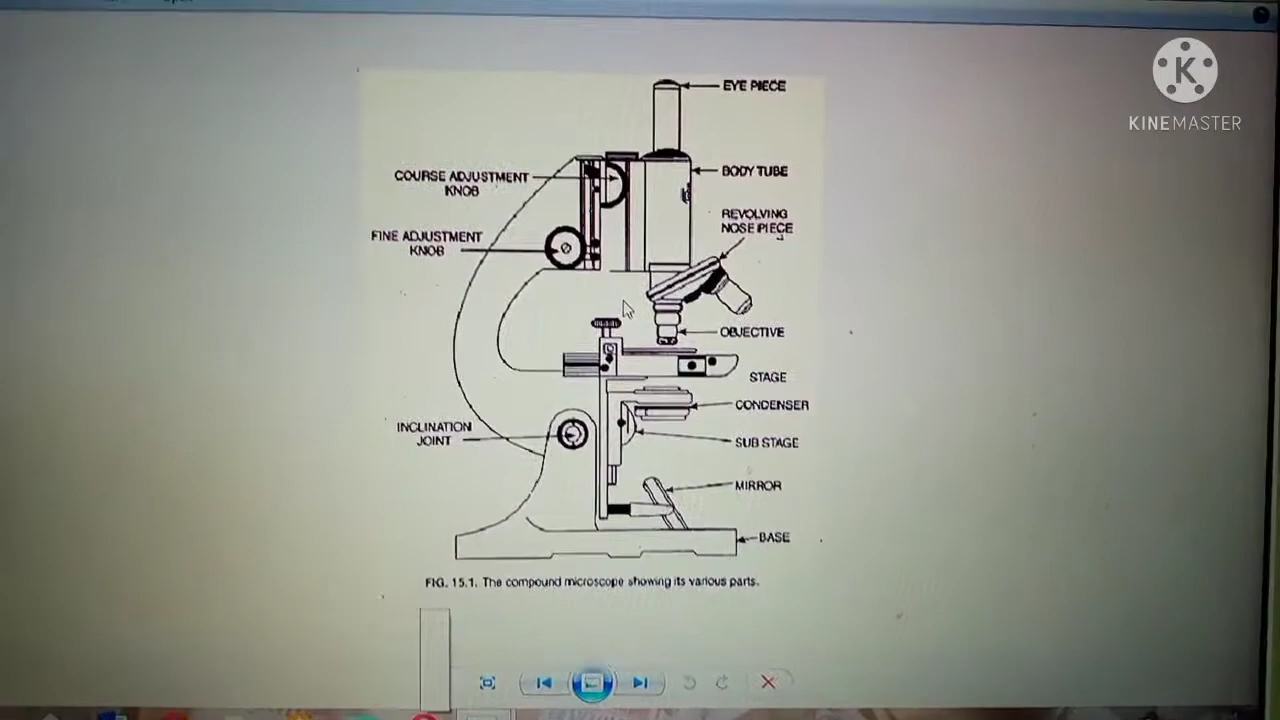 EYE PIECE
COURSE ADJUSTMENT
KNOB
BODY TUBE
REVOLVING
NOSE PIECE
FINE ADJUSTMENT
KNOB
OBJECTIVE
STAGE
CONDENSER
INCLINATION
JOINT
SUB STAGE
MIRROR
BASE
FIG. 15.1. The compound microscope showing its various parts.
K
KINEMASTER